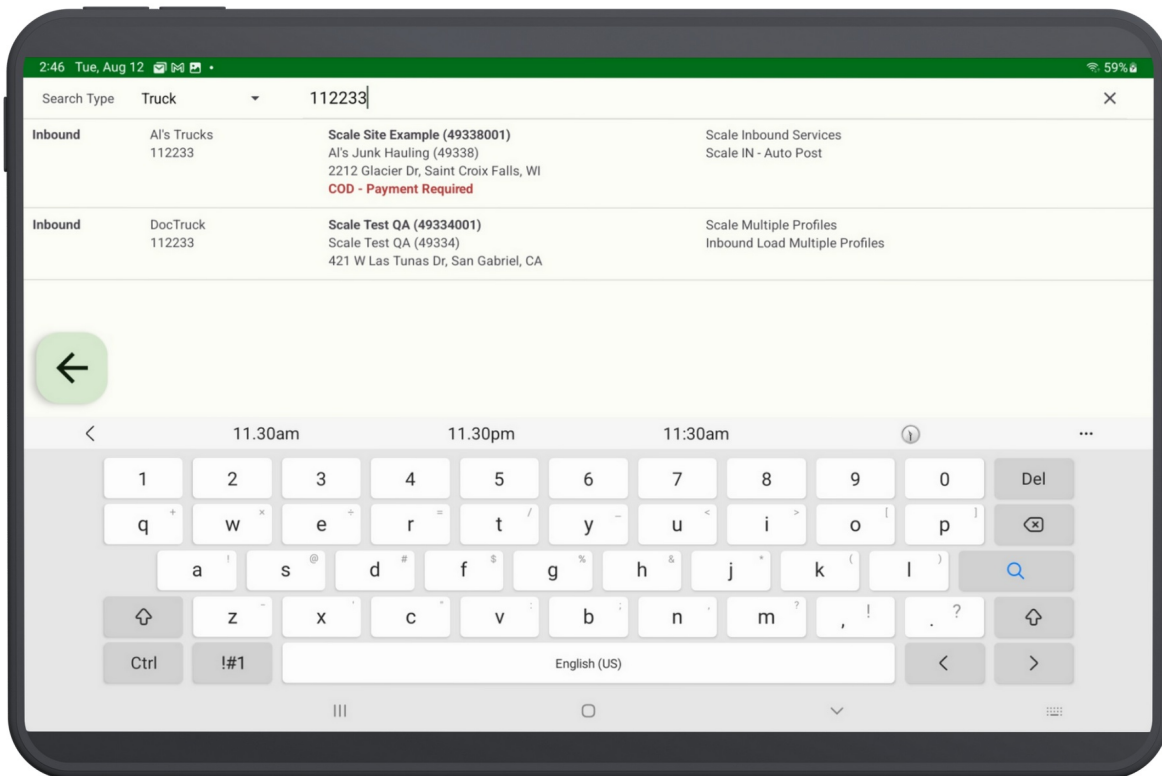 2:46 Tue, Aug 12 59%
Search Type Truck 112233
Inbound Al's Trucks Scale Site Example (49338001) Scale Inbound Services
112233 Al's Junk Hauling (49338) Scale IN - Auto Post
2212 Glacier Dr, Saint Croix Falls, WI
COD - Payment Required
Inbound DocTruck Scale Test QA (49334001) Scale Multiple Profiles
112233 Scale Test QA (49334) Inbound Load Multiple Profiles
421 W Las Tunas Dr, San Gabriel, CA
11.30am 11.30pm 11:30am
1 2 3 4 5 6 7 8 9 0 Del
q + w × e ÷ r = t / y _ u < i > o [ p ]
a ! s @ d # f $ g % h & j * k ( l )
z - x ' c " v : b ; n , m ? , ! . ?
Ctrl !#1 English (US) < >